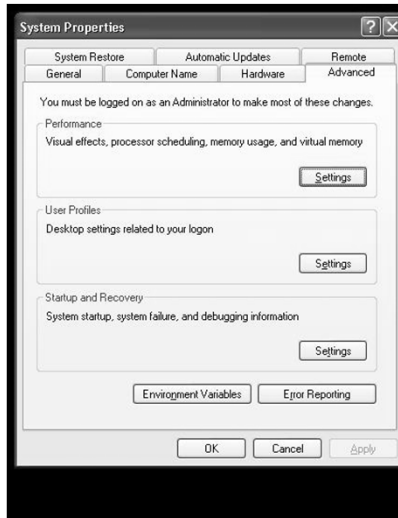 System Properties
System Restore Automatic Updates Remote
General Computer Name Hardware Advanced
You must be logged on as an Administrator to make most of these changes.
Performance
Visual effects, processor scheduling, memory usage, and virtual memory
Settings
User Profiles
Desktop settings related to your logon
Settings
Startup and Recovery
System startup, system failure, and debugging information
Settings
Environment Variables Error Reporting
OK Cancel Apply